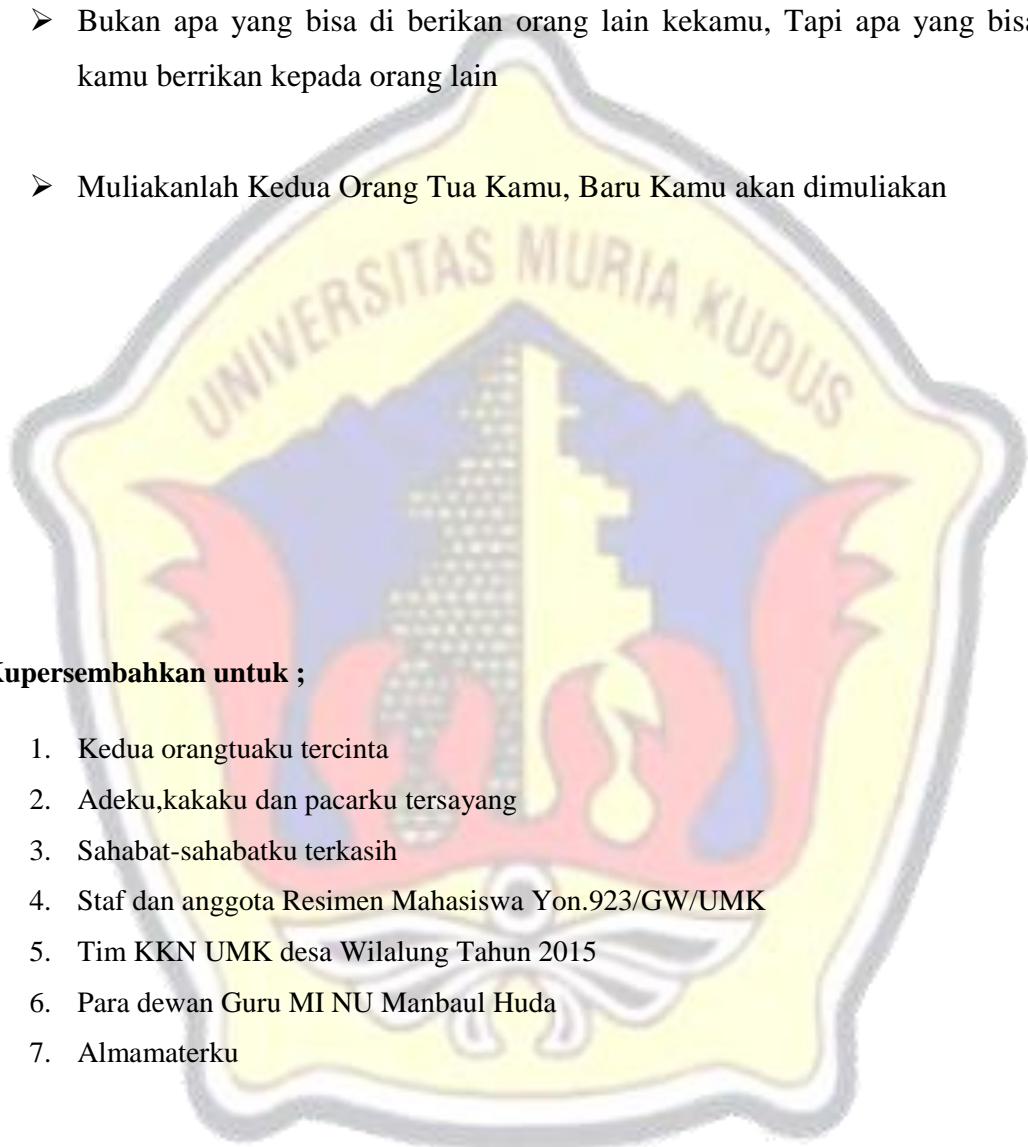 ➢ Bukan apa yang bisa di berikan orang lain kekamu, Tapi apa yang bisa
kamu berrikan kepada orang lain
➢ Muliakanlah Kedua Orang Tua Kamu, Baru Kamu akan dimuliakan
UNIVERSITAS MURIA KUDUS
Kupersembahkan untuk ;
1. Kedua orangtuaku tercinta
2. Adeku,kakaku dan pacarku tersayang
3. Sahabat-sahabatku terkasih
4. Staf dan anggota Resimen Mahasiswa Yon.923/GW/UMK
5. Tim KKN UMK desa Wilalung Tahun 2015
6. Para dewan Guru MI NU Manbaul Huda
7. Almamaterku